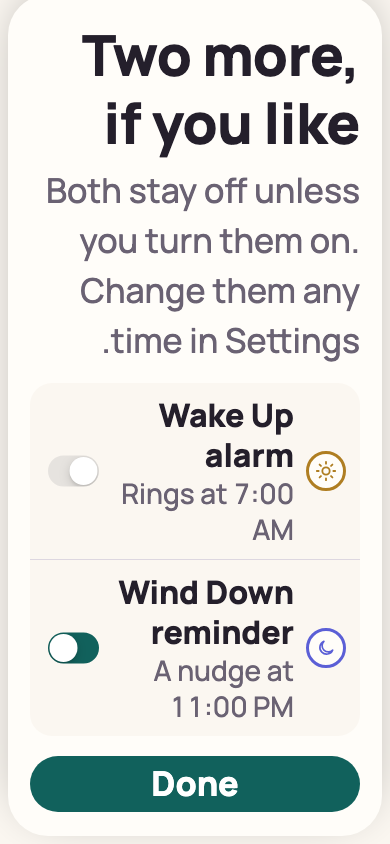 Two more,
if you like
Both stay off unless
you turn them on.
Change them any
.time in Settings
Wake Up
alarm
Rings at 7:00
AM
Wind Down
reminder
A nudge at
11:00 PM
Done